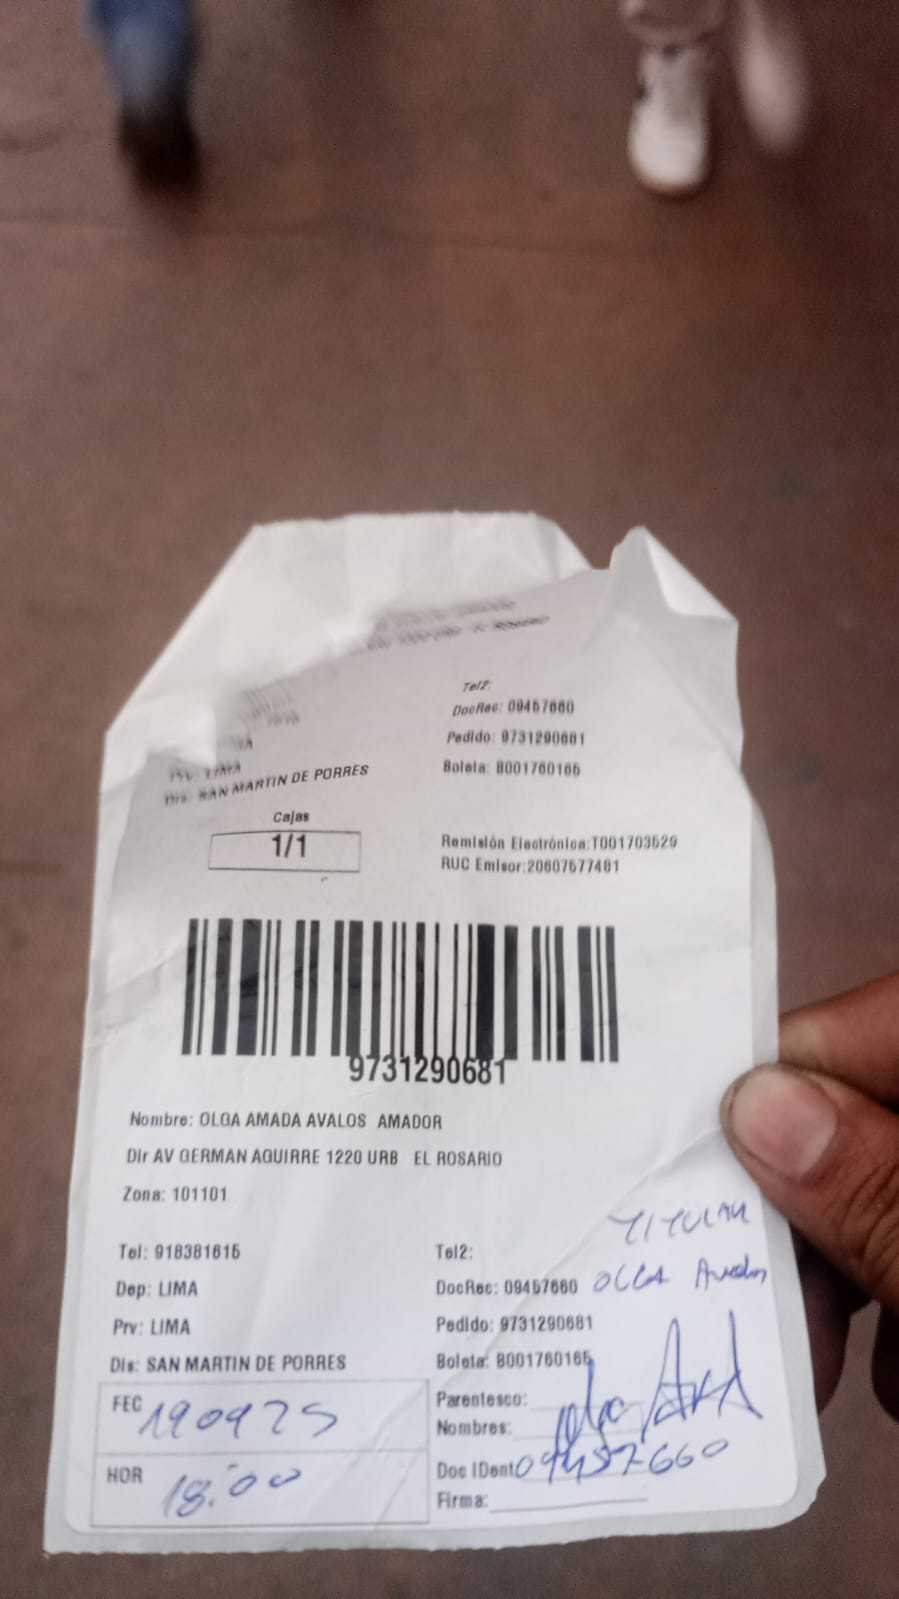 Tel2:
DocRec: 09457660
Pedido: 9731290681
Prv: LIMA
Boleta: B001760165
Dis: SAN MARTIN DE PORRES
Cajas
1/1
Remisión Electrónica:T001703529
RUC Emisor:20607577481
9731290681
Nombre: OLGA AMADA AVALOS AMADOR
Dir AV GERMAN AGUIRRE 1220 URB EL ROSARIO
Zona: 101101
TITULAR
Tel: 918381615 Tel2:
OLGA
Dep: LIMA DocRec: 09457660
Prv: LIMA Pedido: 9731290681
Dis: SAN MARTIN DE PORRES Boleta: B001760165
FEC 190925 Parentesco:
Nombres:
HOR 18:00 Doc IDent 09457660
Firma: